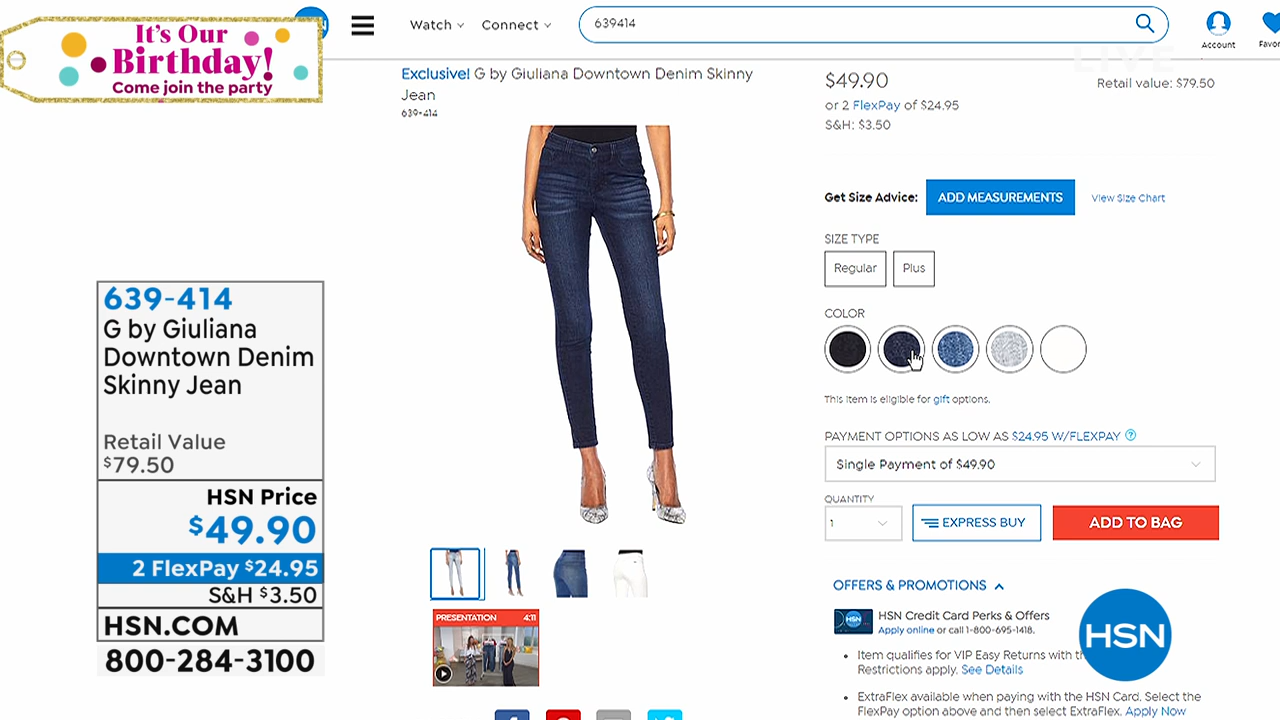 It's Our
Birthday!
Come join the party
Watch
Connect
639414
Account
LIVE
Exclusive! G by Giuliana Downtown Denim Skinny
Jean
639-414
$49.90
Retail value: $79.50
or 2 FlexPay of $24.95
S&H: $3.50
Get Size Advice:
ADD MEASUREMENTS
View Size Chart
SIZE TYPE
Regular
Plus
COLOR
This item is eligible for gift options.
PAYMENT OPTIONS AS LOW AS $24.95 W/FLEXPAY ?
Single Payment of $49.90
QUANTITY
1
EXPRESS BUY
ADD TO BAG
OFFERS & PROMOTIONS
HSN Credit Card Perks & Offers
Apply online or call 1-800-695-1418.
HSN
Item qualifies for VIP Easy Returns with
Restrictions apply. See Details
ExtraFlex available when paying with the HSN Card. Select the
FlexPay option above and then select ExtraFlex. Apply Now
PRESENTATION 4:11
639-414
G by Giuliana
Downtown Denim
Skinny Jean
Retail Value
$79.50
HSN Price
$49.90
2 FlexPay $24.95
S&H $3.50
HSN.COM
800-284-3100